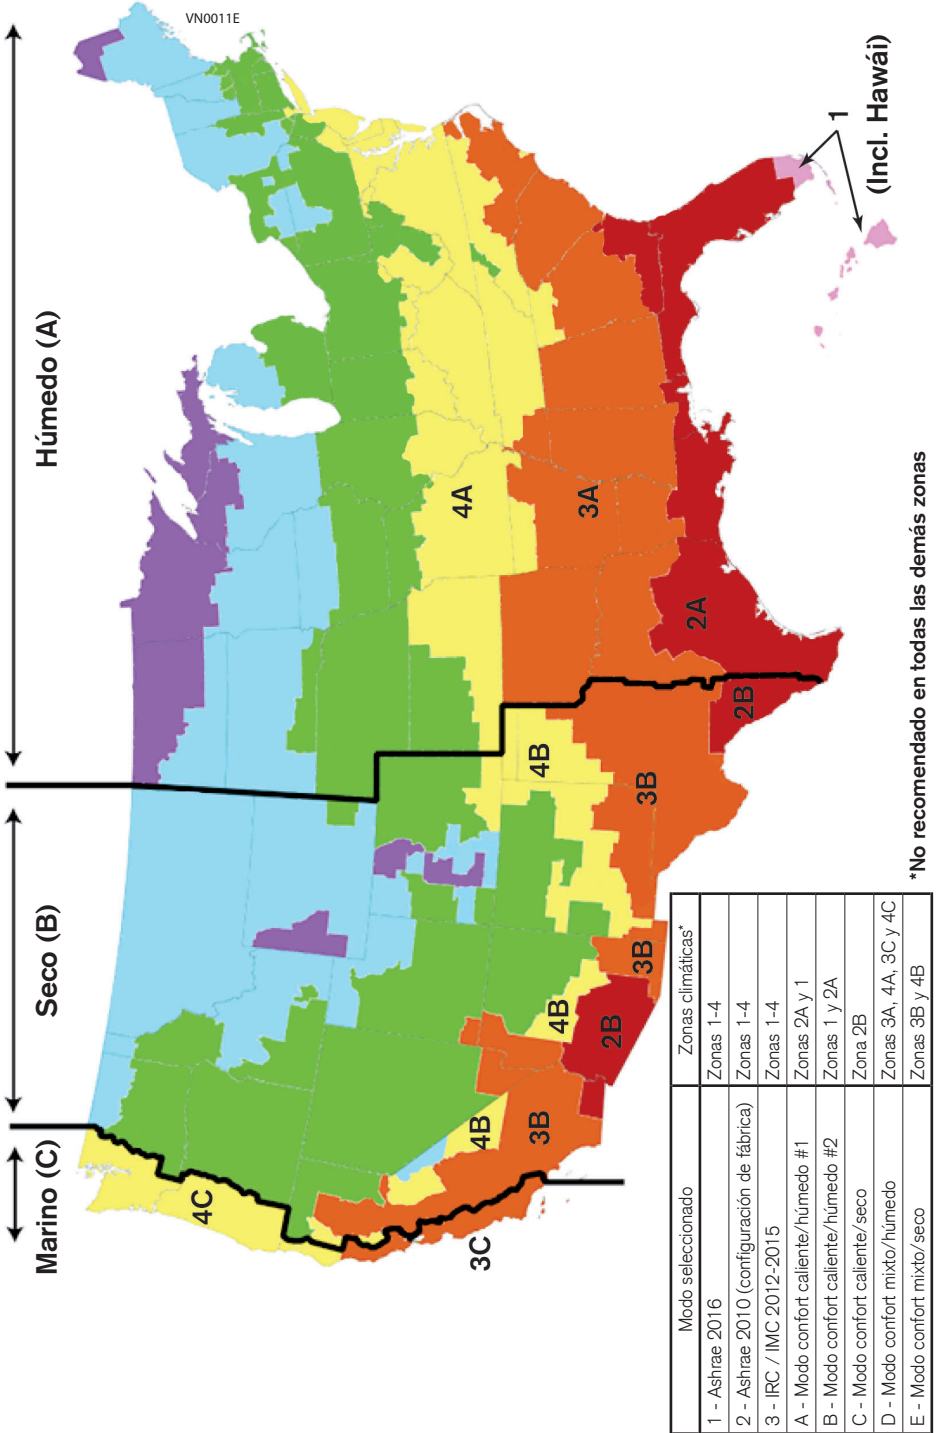 VN0011E
Marino (C)
Seco (B)
Húmedo (A)
4C
3C
4B
3B
4B
2B
3B
4B
3B
2B
2A
3A
4A
1
(Incl. Hawái)
Modo seleccionado Zonas climáticas*
1 - Ashrae 2016 Zonas 1-4
2 - Ashrae 2010 (configuración de fábrica) Zonas 1-4
3 - IRC / IMC 2012-2015 Zonas 1-4
A - Modo confort caliente/húmedo #1 Zonas 2A y 1
B - Modo confort caliente/húmedo #2 Zonas 1 y 2A
C - Modo confort caliente/seco Zona 2B
D - Modo confort mixto/húmedo Zonas 3A, 4A, 3C y 4C
E - Modo confort mixto/seco Zonas 3B y 4B
*No recomendado en todas las demás zonas